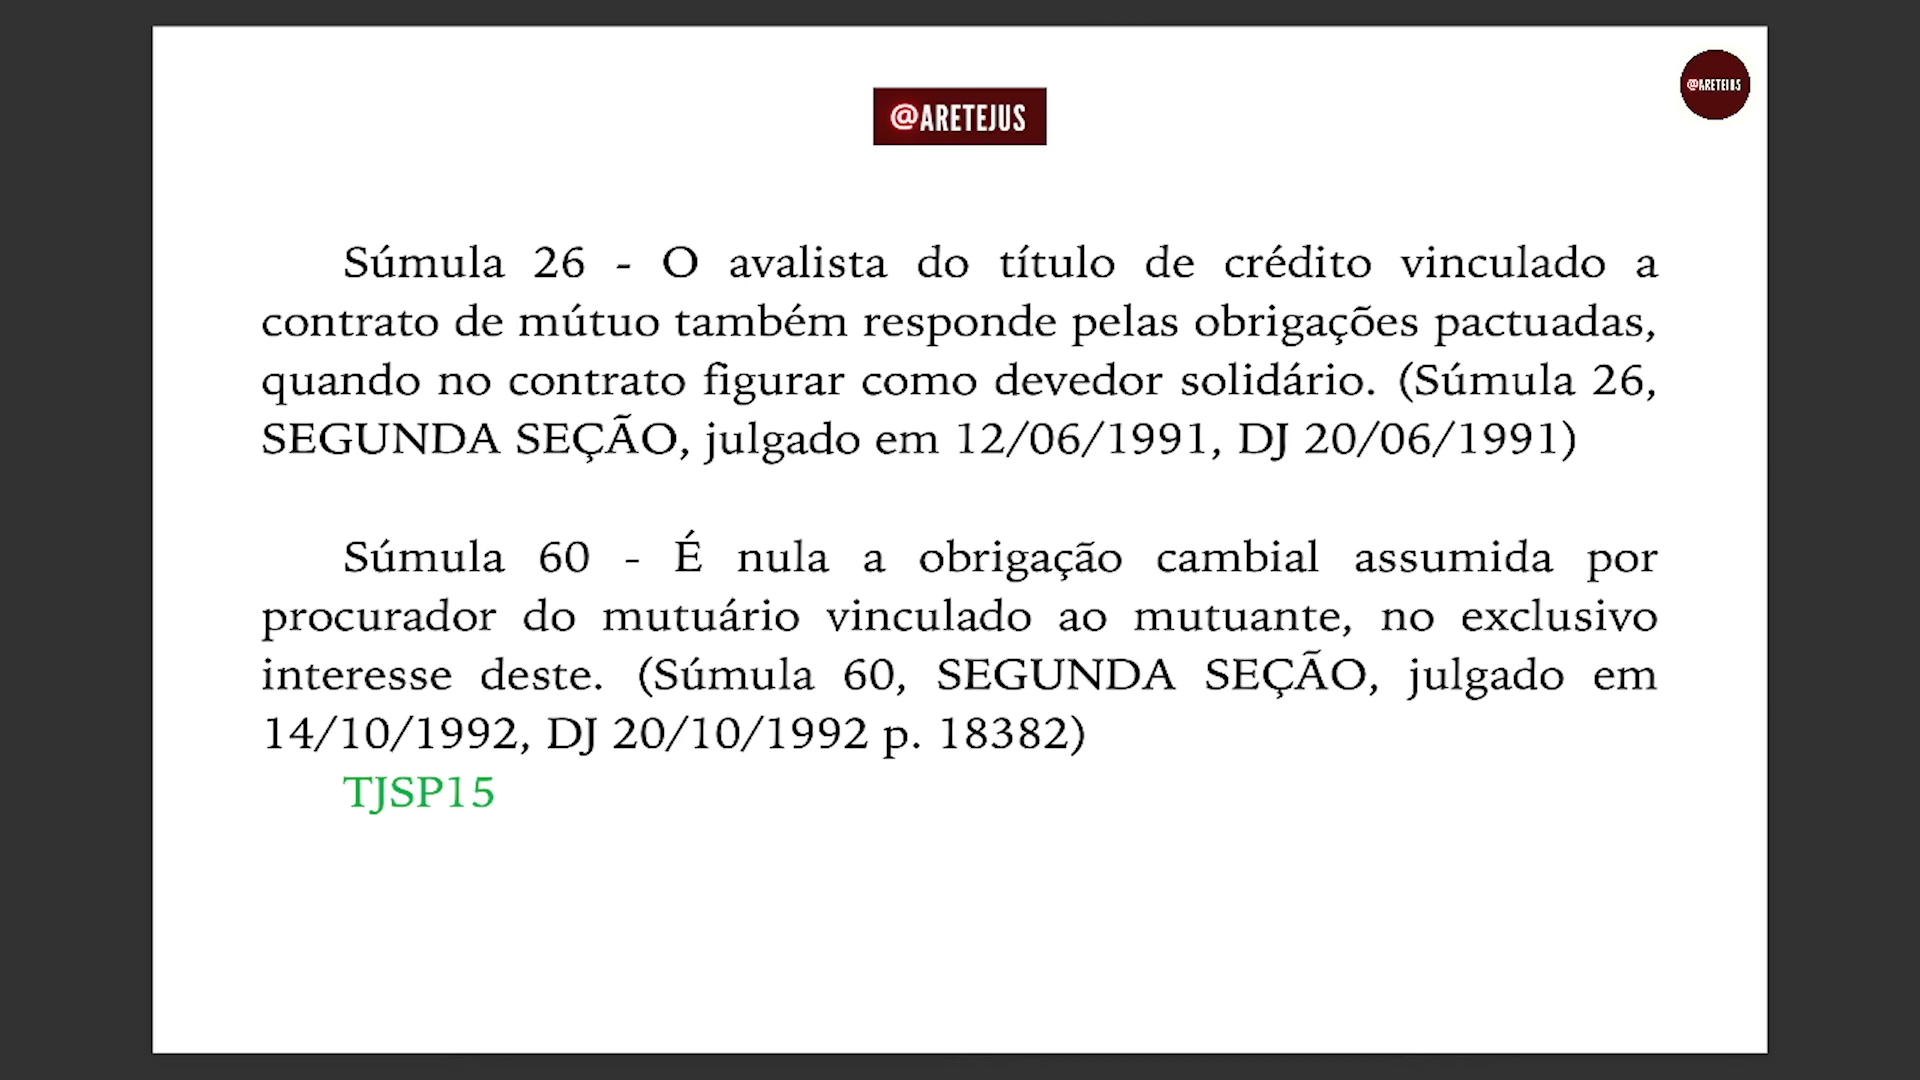 @ARETEJUS
@ARETEJUS
Súmula 26 - O avalista do título de crédito vinculado a
contrato de mútuo também responde pelas obrigações pactuadas,
quando no contrato figurar como devedor solidário. (Súmula 26,
SEGUNDA SEÇÃO, julgado em 12/06/1991, DJ 20/06/1991)
Súmula 60 - É nula a obrigação cambial assumida por
procurador do mutuário vinculado ao mutuante, no exclusivo
interesse deste. (Súmula 60, SEGUNDA SEÇÃO, julgado em
14/10/1992, DJ 20/10/1992 p. 18382)
TJSP15